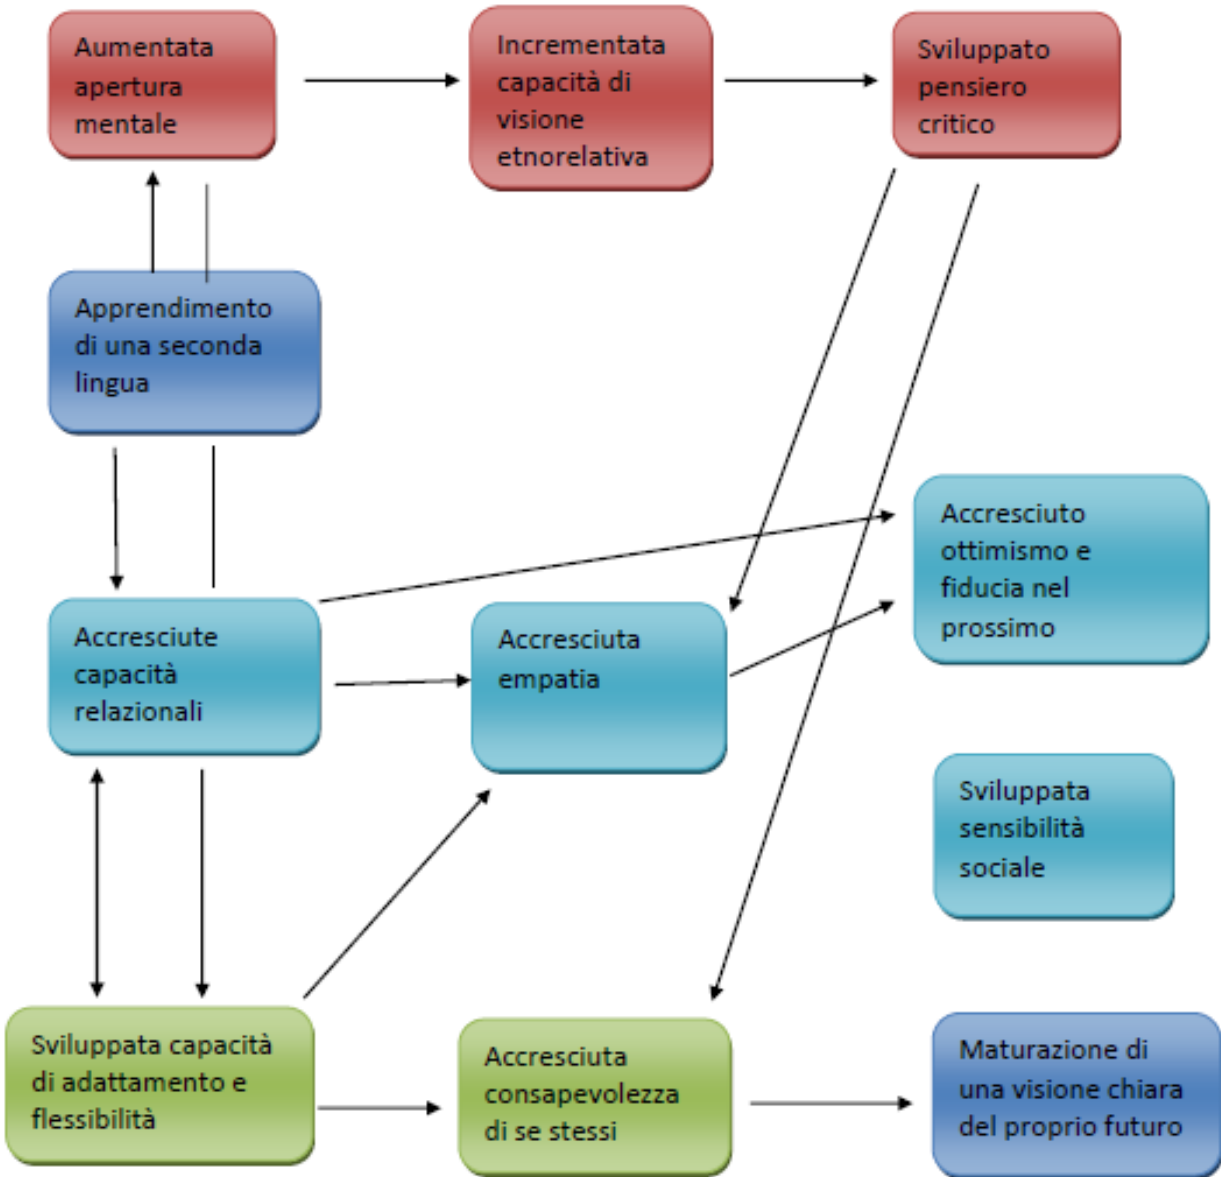 Aumentata
apertura
mentale
Incrementata
capacità di
visione
etnorelativa
Sviluppato
pensiero
critico
Apprendimento
di una seconda
lingua
Accresciuto
ottimismo e
fiducia nel
prossimo
Accresciute
capacità
relazionali
Accresciuta
empatia
Sviluppata
sensibilità
sociale
Sviluppata capacità
di adattamento e
flessibilità
Accresciuta
consapevolezza
di se stessi
Maturazione di
una visione chiara
del proprio futuro